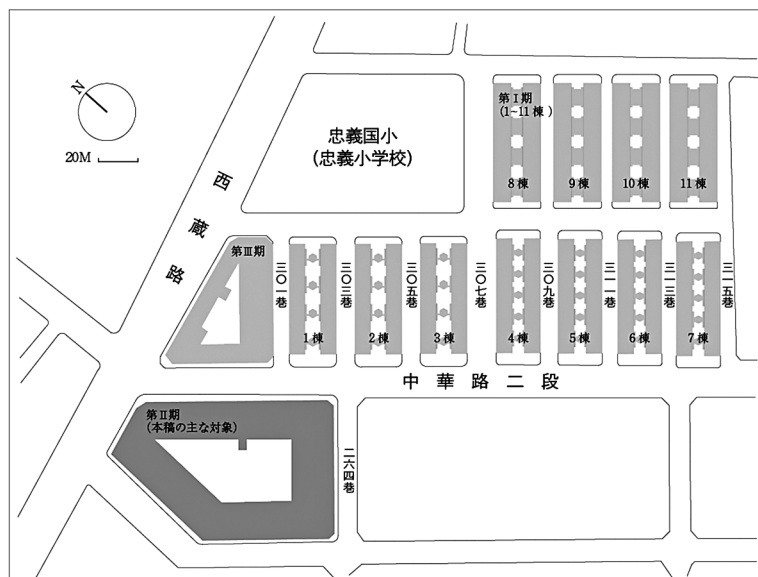 N
20M
忠義国小
(忠義小学校)
第Ⅰ期
(1~11棟)
8棟
9棟
10棟
11棟
西蔵路
第Ⅲ期
三〇一巷
三〇三巷
三〇五巷
三〇七巷
三〇九巷
三一一巷
三一三巷
三一五巷
1棟
2棟
3棟
4棟
5棟
6棟
7棟
中華路二段
第Ⅱ期
(本稿の主な対象)
二六四巷